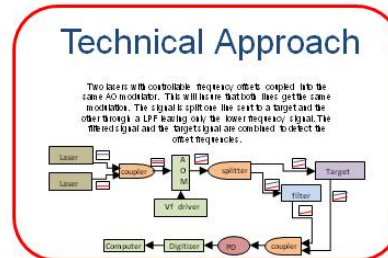 Technical Approach
Two lasers with controllable frequency offsets coupled into the
same AO modulator. This will insure that both lines get the same
modulation. The signal is split one line sent to a target and the
other through a LPF leaving only the lower frequency signal. The
filtered signal and the target signal are combined to detect the
offset frequencies.
Laser
Laser
coupler
A
O
M
splitter
Target
filter
Vf driver
Computer
Digitizer
PD
coupler